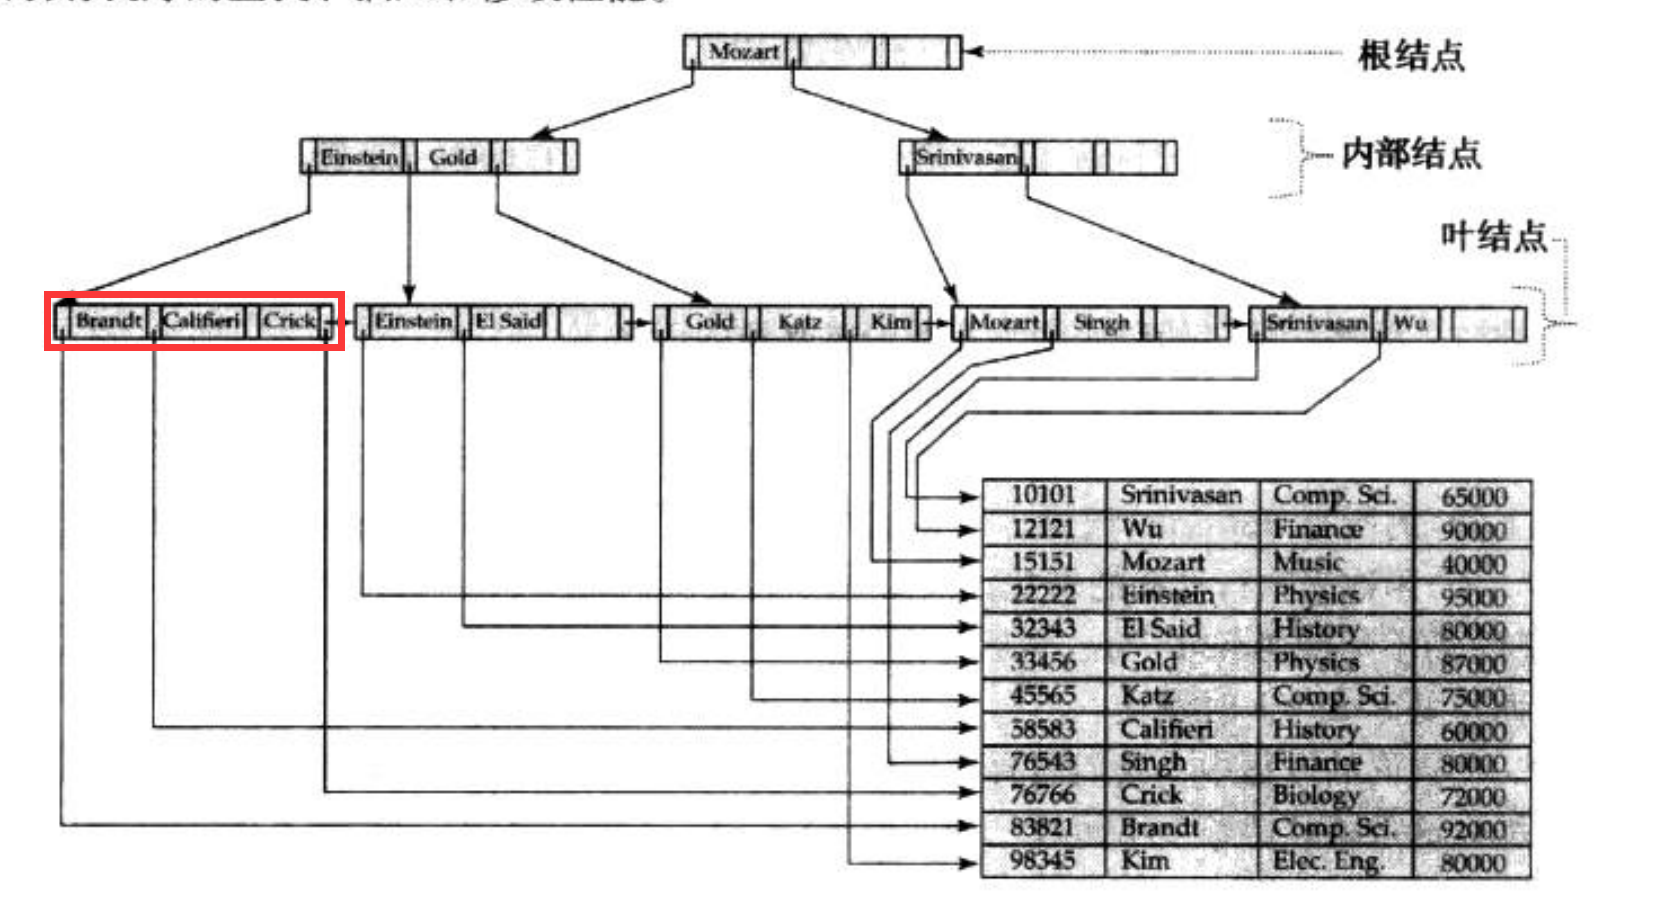 Mozart
根结点
Einstein Gold
Srinivasan
内部结点
叶结点
Brandt Califieri Crick
Einstein El Said
Gold Katz Kim
Mozart Singh
Srinivasan Wu
10101 Srinivasan Comp. Sci. 65000
12121 Wu Finance 90000
15151 Mozart Music 40000
22222 Einstein Physics 95000
32343 El Said History 80000
33456 Gold Physics 87000
45565 Katz Comp. Sci. 75000
58583 Califieri History 60000
76543 Singh Finance 80000
76766 Crick Biology 72000
83821 Brandt Comp. Sci. 92000
98345 Kim Elec. Eng. 80000